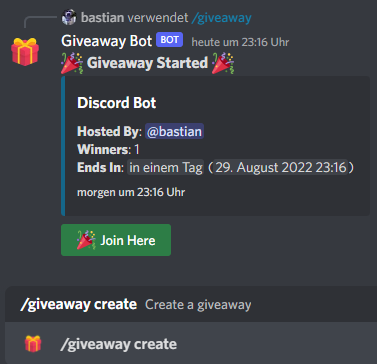 bastian verwendet /giveaway
Giveaway Bot BOT heute um 23:16 Uhr
🎉 Giveaway Started 🎉
Discord Bot
Hosted By: @bastian
Winners: 1
Ends In: in einem Tag (29. August 2022 23:16)
morgen um 23:16 Uhr
🎉 Join Here
/giveaway create Create a giveaway
/giveaway create